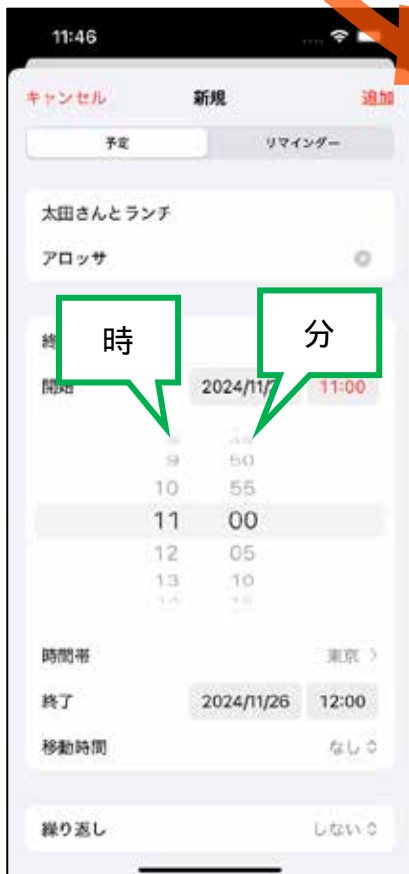 11:46
キャンセル 新規 追加
予定 リマインダー
太田さんとランチ
アロッサ
時 分
終
開始 2024/11/2 11:00
9 50
10 55
11 00
12 05
13 10
時間帯 東京
終了 2024/11/26 12:00
移動時間 なし
繰り返し しない